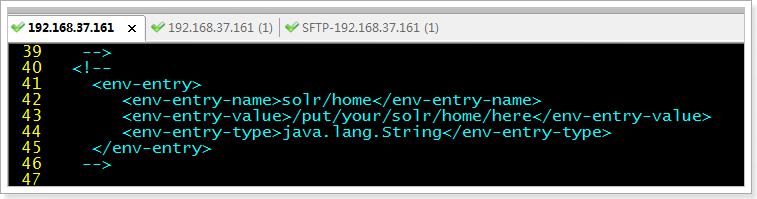 192.168.37.161 × 192.168.37.161 (1) SFTP-192.168.37.161 (1)
39 -->
40 <!--
41 <env-entry>
42 <env-entry-name>solr/home</env-entry-name>
43 <env-entry-value>/put/your/solr/home/here</env-entry-value>
44 <env-entry-type>java.lang.String</env-entry-type>
45 </env-entry>
46 -->
47